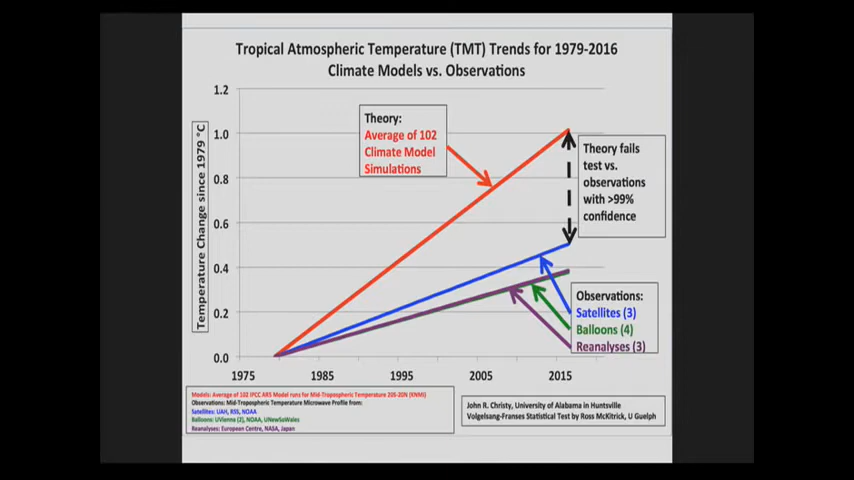 Tropical Atmospheric Temperature (TMT) Trends for 1979-2016
Climate Models vs. Observations
Temperature Change since 1979 °C
1.2
1.0
0.8
0.6
0.4
0.2
0.0
1975
1985
1995
2005
2015
Theory:
Average of 102
Climate Model
Simulations
Theory fails
test vs.
observations
with >99%
confidence
Observations:
Satellites (3)
Balloons (4)
Reanalyses (3)
Models: Average of 102 IPCC AR5 Model runs for Mid-Tropospheric Temperature 20S-20N (KNMI)
Observations: Mid-Tropospheric Temperature Microwave Profile from:
Satellites: UAH, RSS, NOAA
Balloons: UVienna (2), NOAA, UNewSoWales
Reanalyses: European Centre, NASA, Japan
John R. Christy, University of Alabama in Huntsville
Volgelsang-Franses Statistical Test by Ross McKitrick, U Guelph